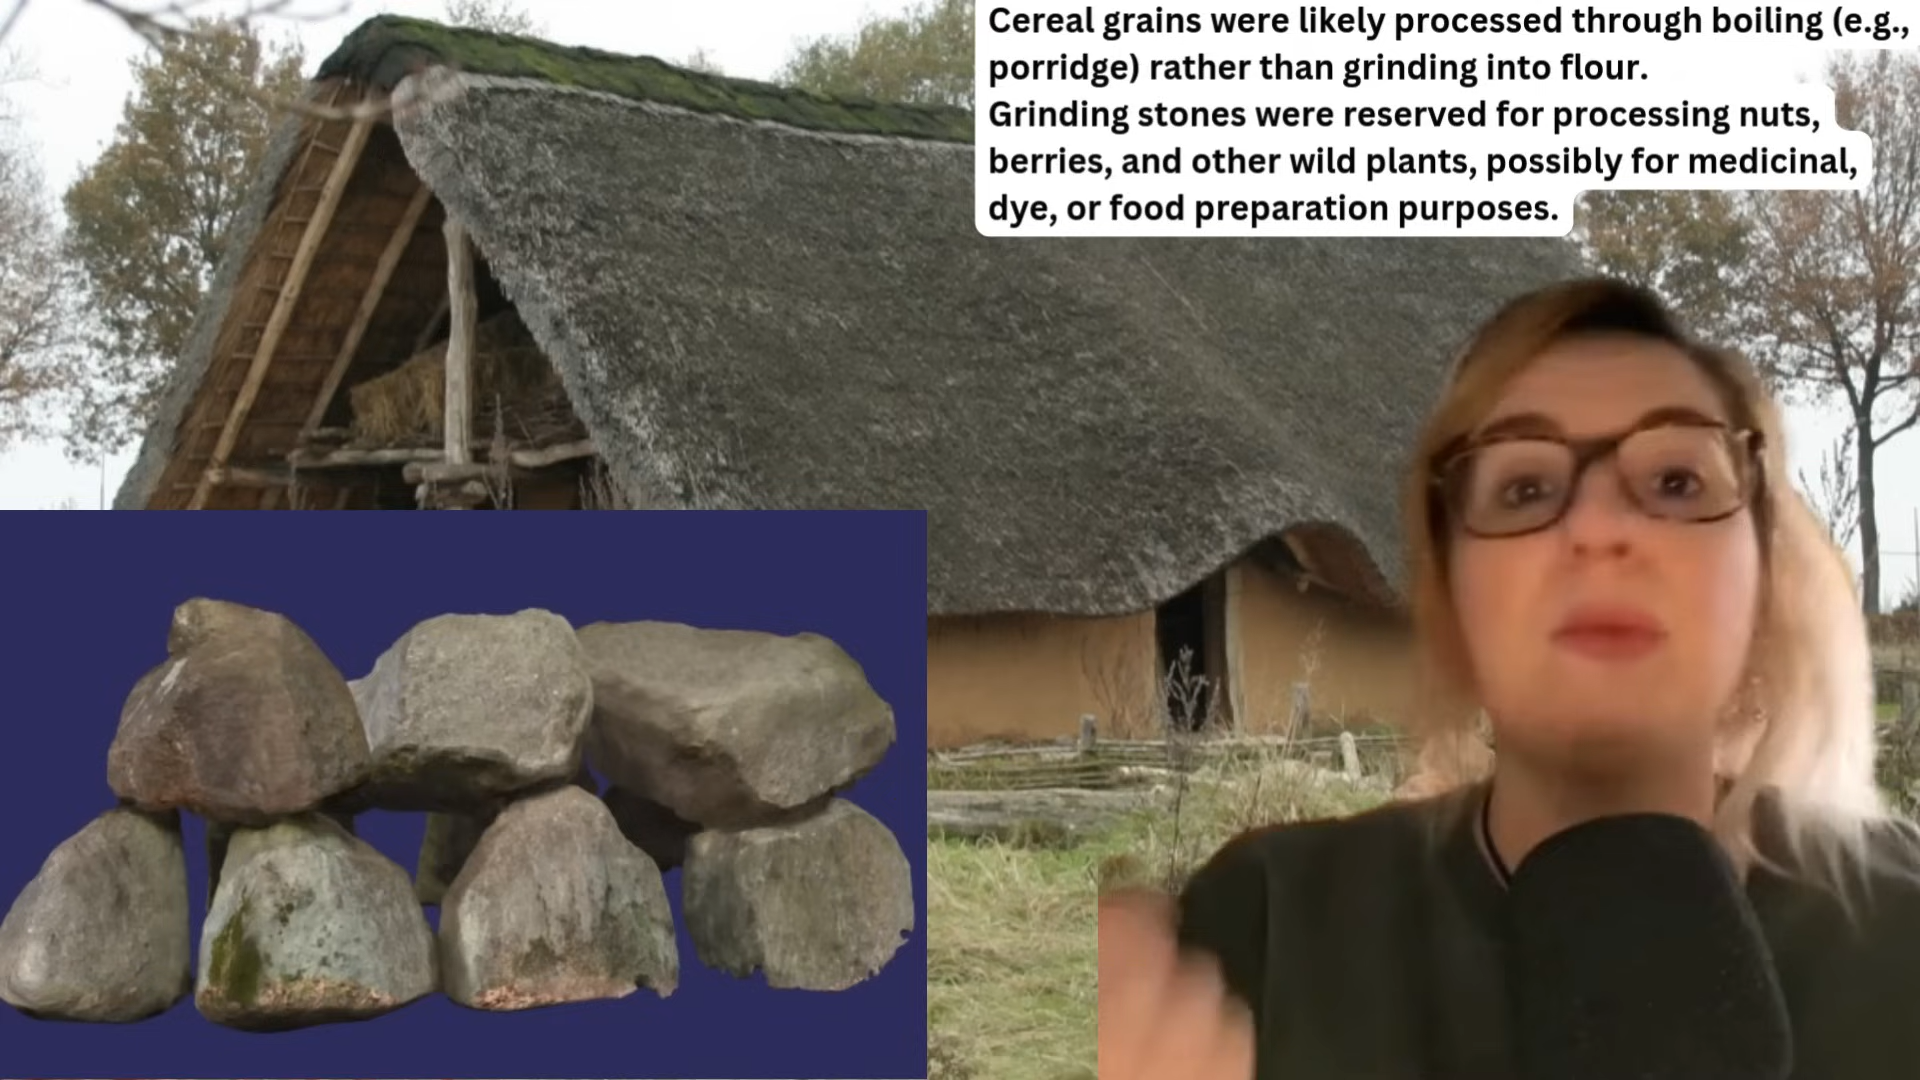 Cereal grains were likely processed through boiling (e.g.,
porridge) rather than grinding into flour.
Grinding stones were reserved for processing nuts,
berries, and other wild plants, possibly for medicinal,
dye, or food preparation purposes.